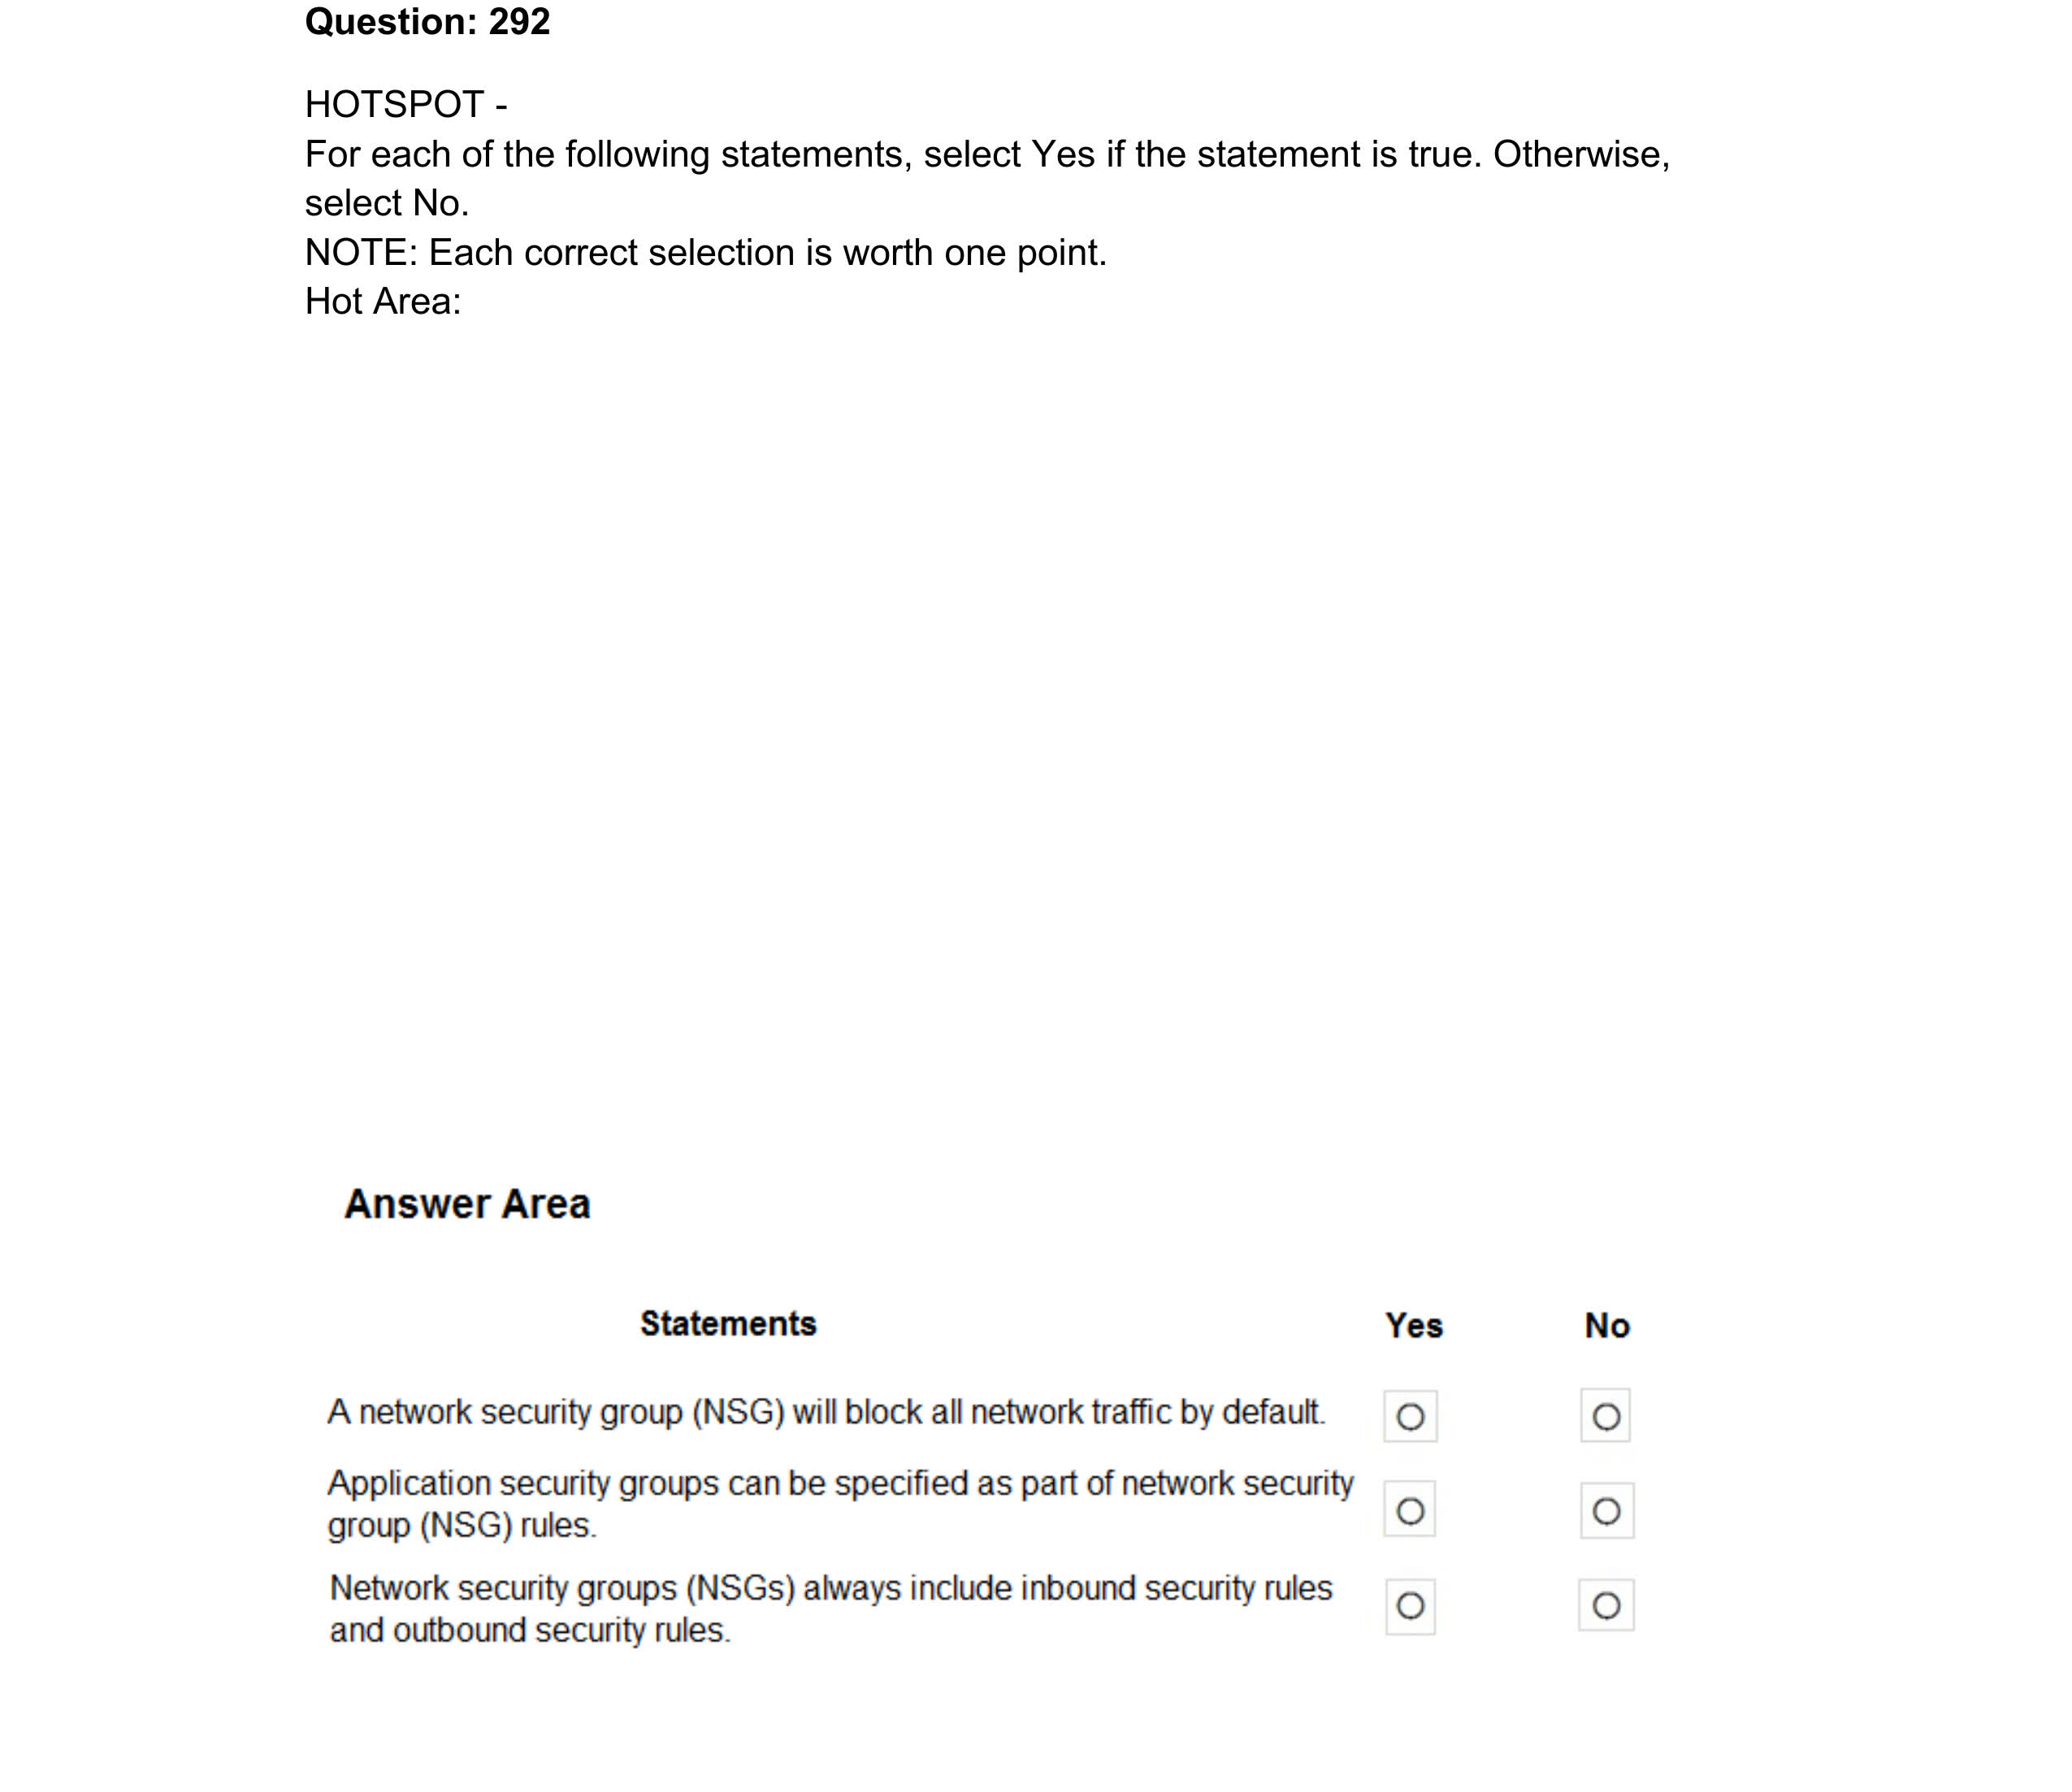 Question: 292
HOTSPOT -
For each of the following statements, select Yes if the statement is true. Otherwise,
select No.
NOTE: Each correct selection is worth one point.
Hot Area:
Answer Area
Statements Yes No
A network security group (NSG) will block all network traffic by default.
Application security groups can be specified as part of network security
group (NSG) rules.
Network security groups (NSGs) always include inbound security rules
and outbound security rules.